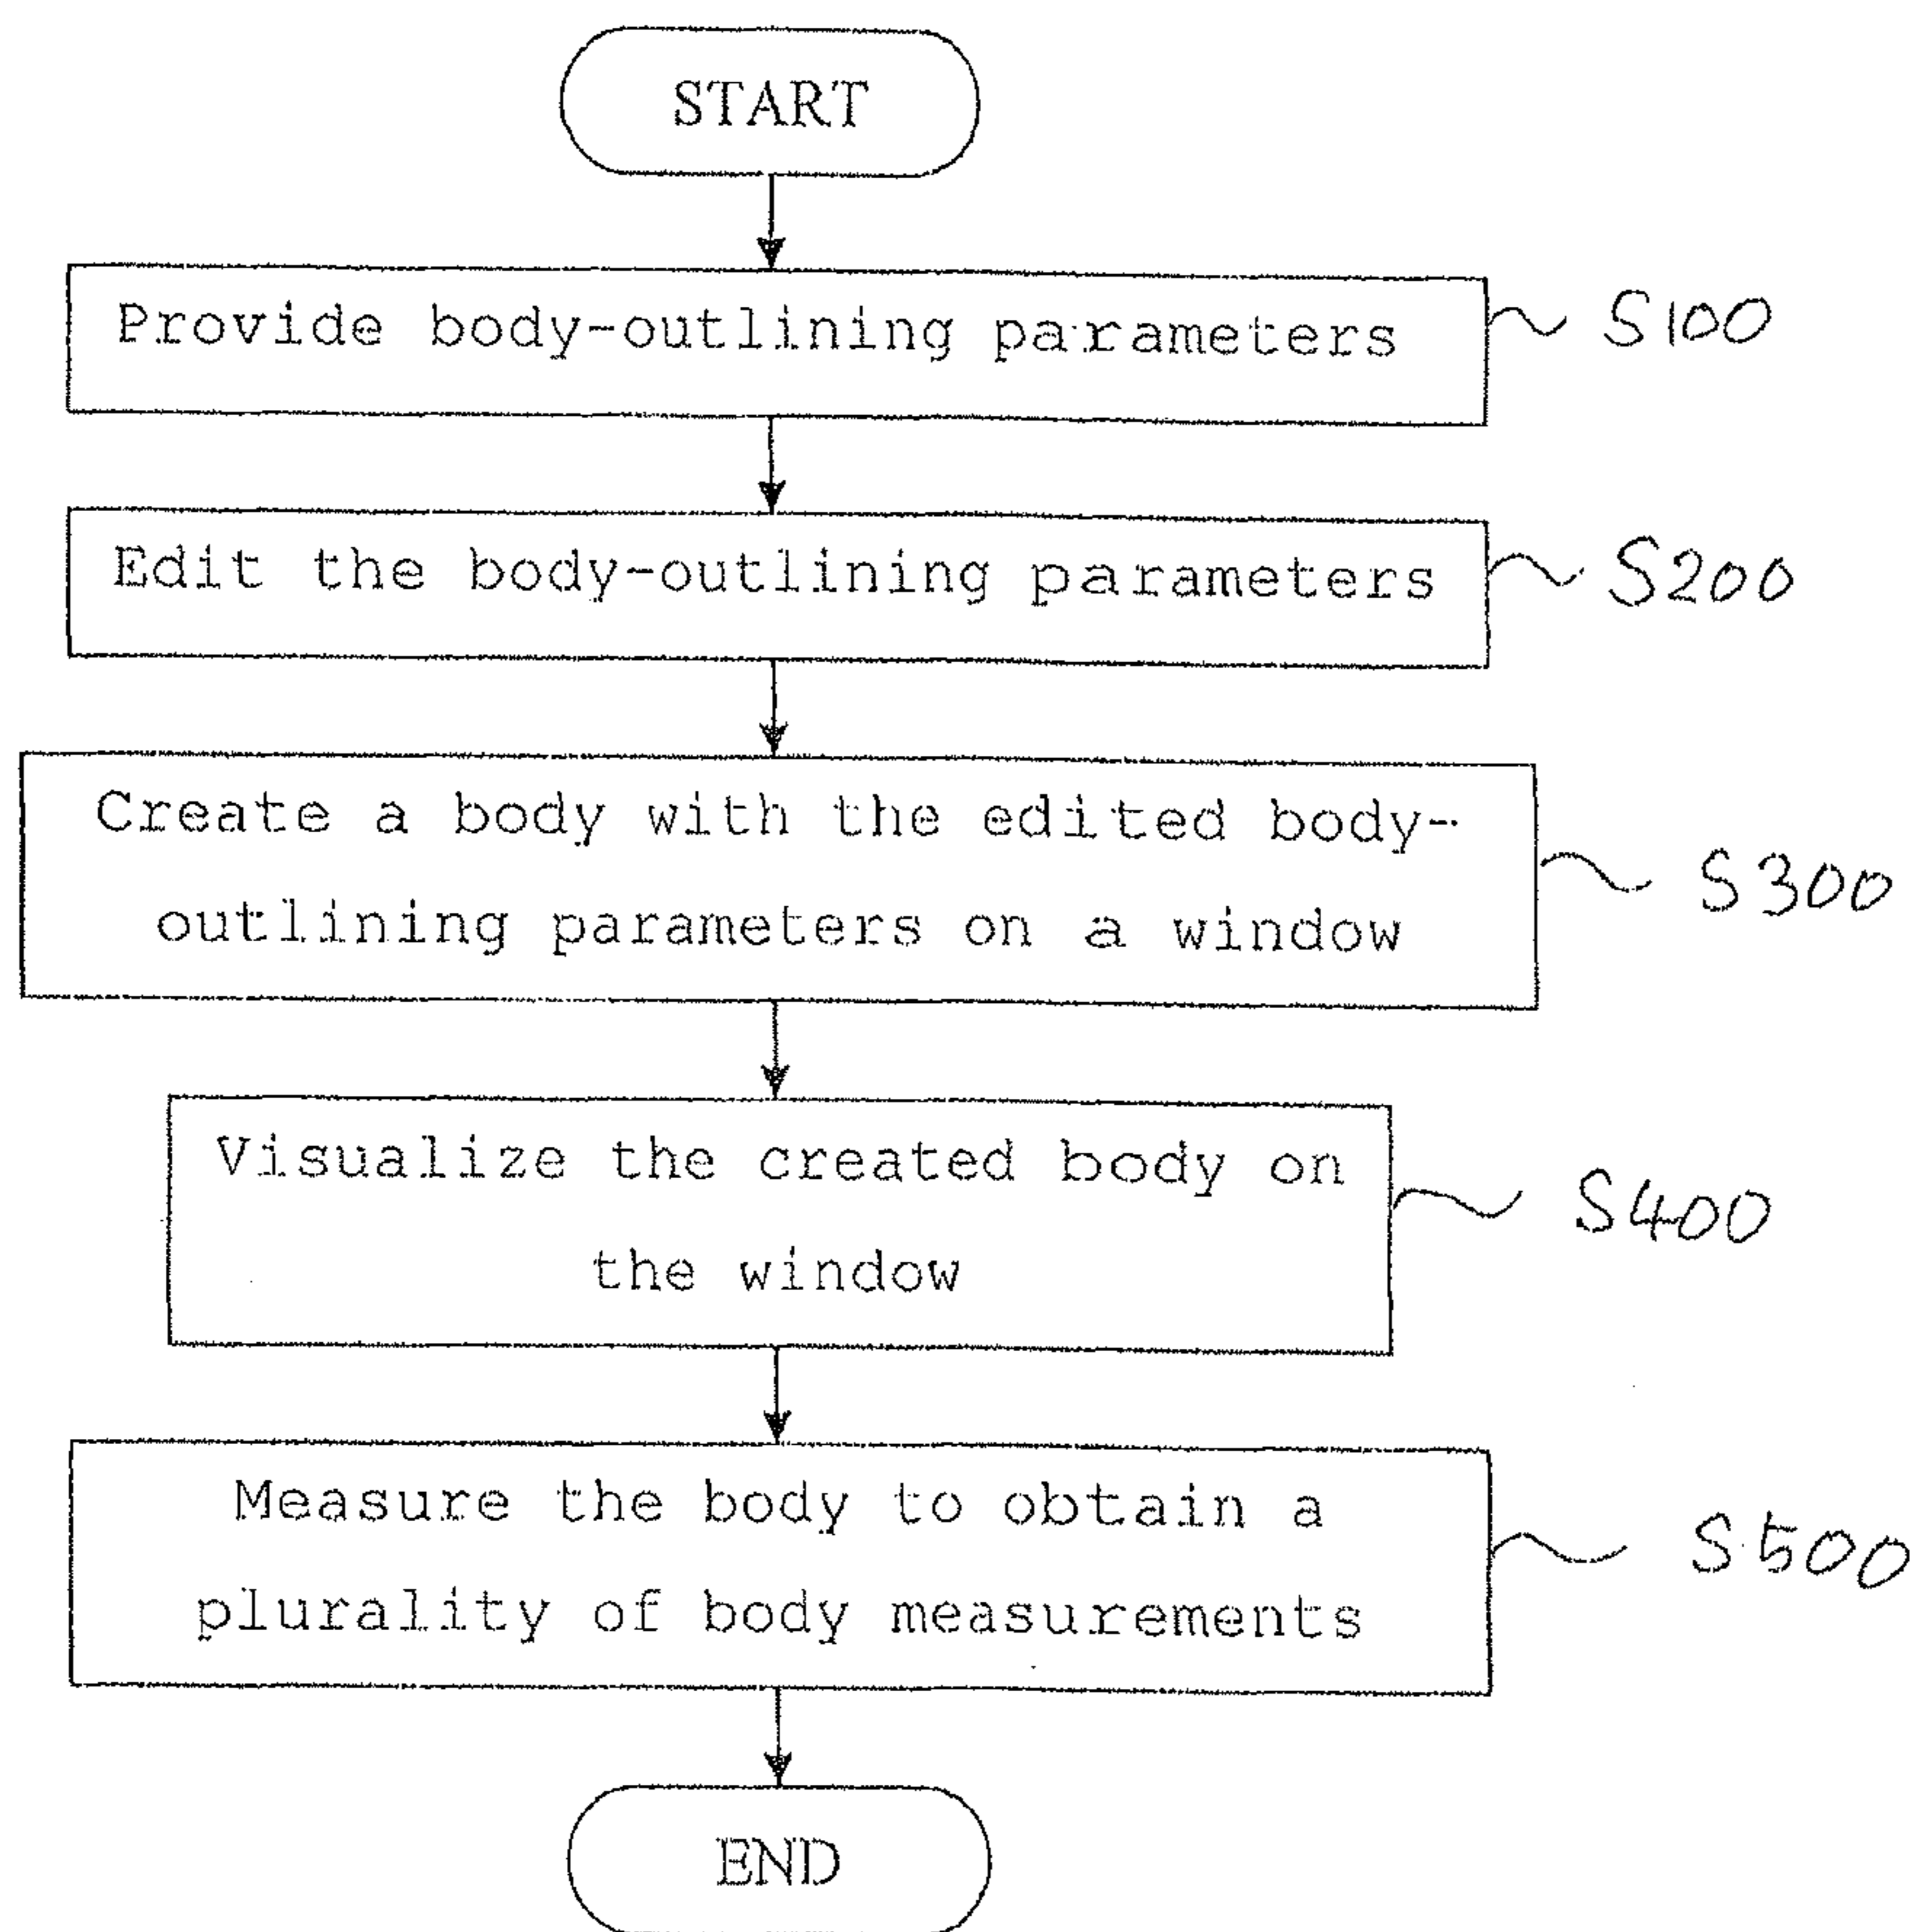 START
Provide body-outlining parameters
S100
Edit the body-outlining parameters
S200
Create a body with the edited body-
outlining parameters on a window
S300
Visualize the created body on
the window
S400
Measure the body to obtain a
plurality of body measurements
S500
END